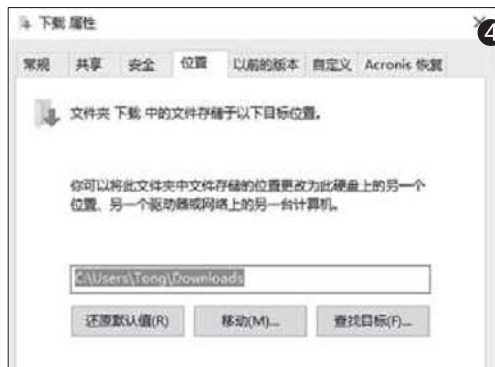 下载 属性
4
常规 共享 安全 位置 以前的版本 自定义 Acronis 恢复
文件夹 下载 中的文件存储于以下目标位置。
你可以将此文件夹中文件存储的位置更改为此硬盘上的另一个
位置、另一个驱动器或网络上的另一台计算机。
C:\Users\Tong\Downloads
还原默认值(R) 移动(M)... 查找目标(F)...